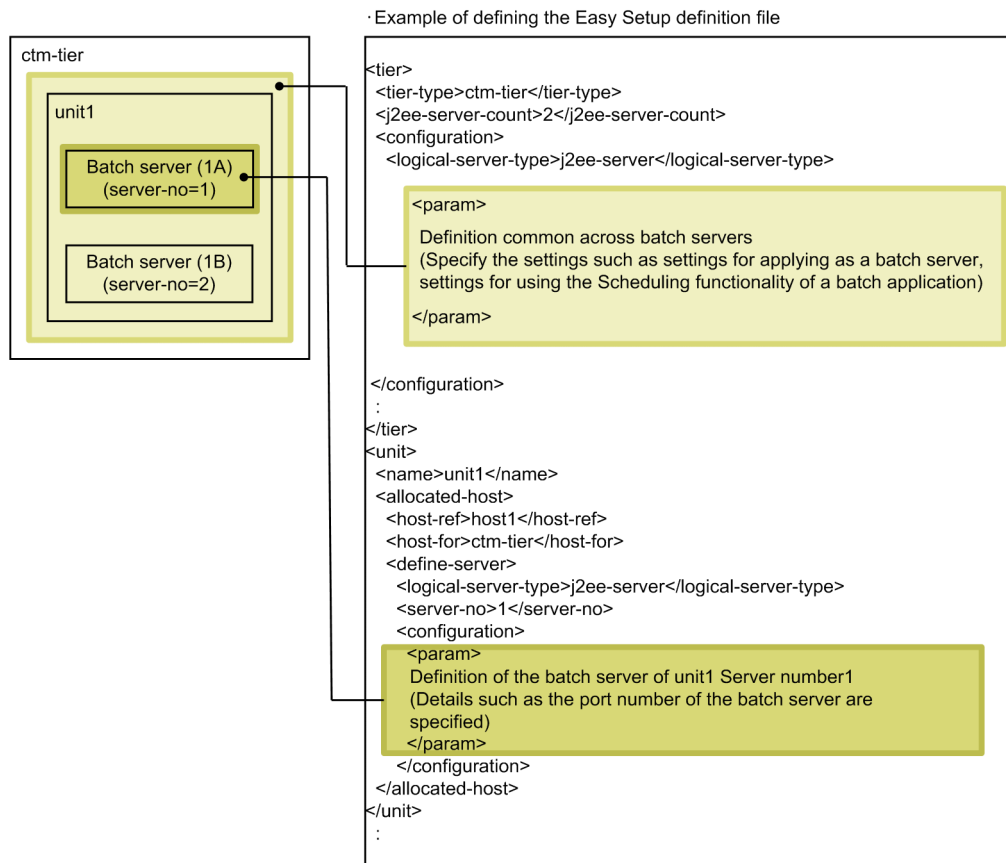 ·Example of defining the Easy Setup definition file
ctm-tier
unit1
Batch server (1A)
(server-no=1)
Batch server (1B)
(server-no=2)
<tier>
<tier-type>ctm-tier</tier-type>
<j2ee-server-count>2</j2ee-server-count>
<configuration>
<logical-server-type>j2ee-server</logical-server-type>
<param>
Definition common across batch servers
(Specify the settings such as settings for applying as a batch server,
settings for using the Scheduling functionality of a batch application)
</param>
</configuration>
:
</tier>
<unit>
<name>unit1</name>
<allocated-host>
<host-ref>host1</host-ref>
<host-for>ctm-tier</host-for>
<define-server>
<logical-server-type>j2ee-server</logical-server-type>
<server-no>1</server-no>
<configuration>
<param>
Definition of the batch server of unit1 Server number1
(Details such as the port number of the batch server are
specified)
</param>
</configuration>
</allocated-host>
</unit>
: